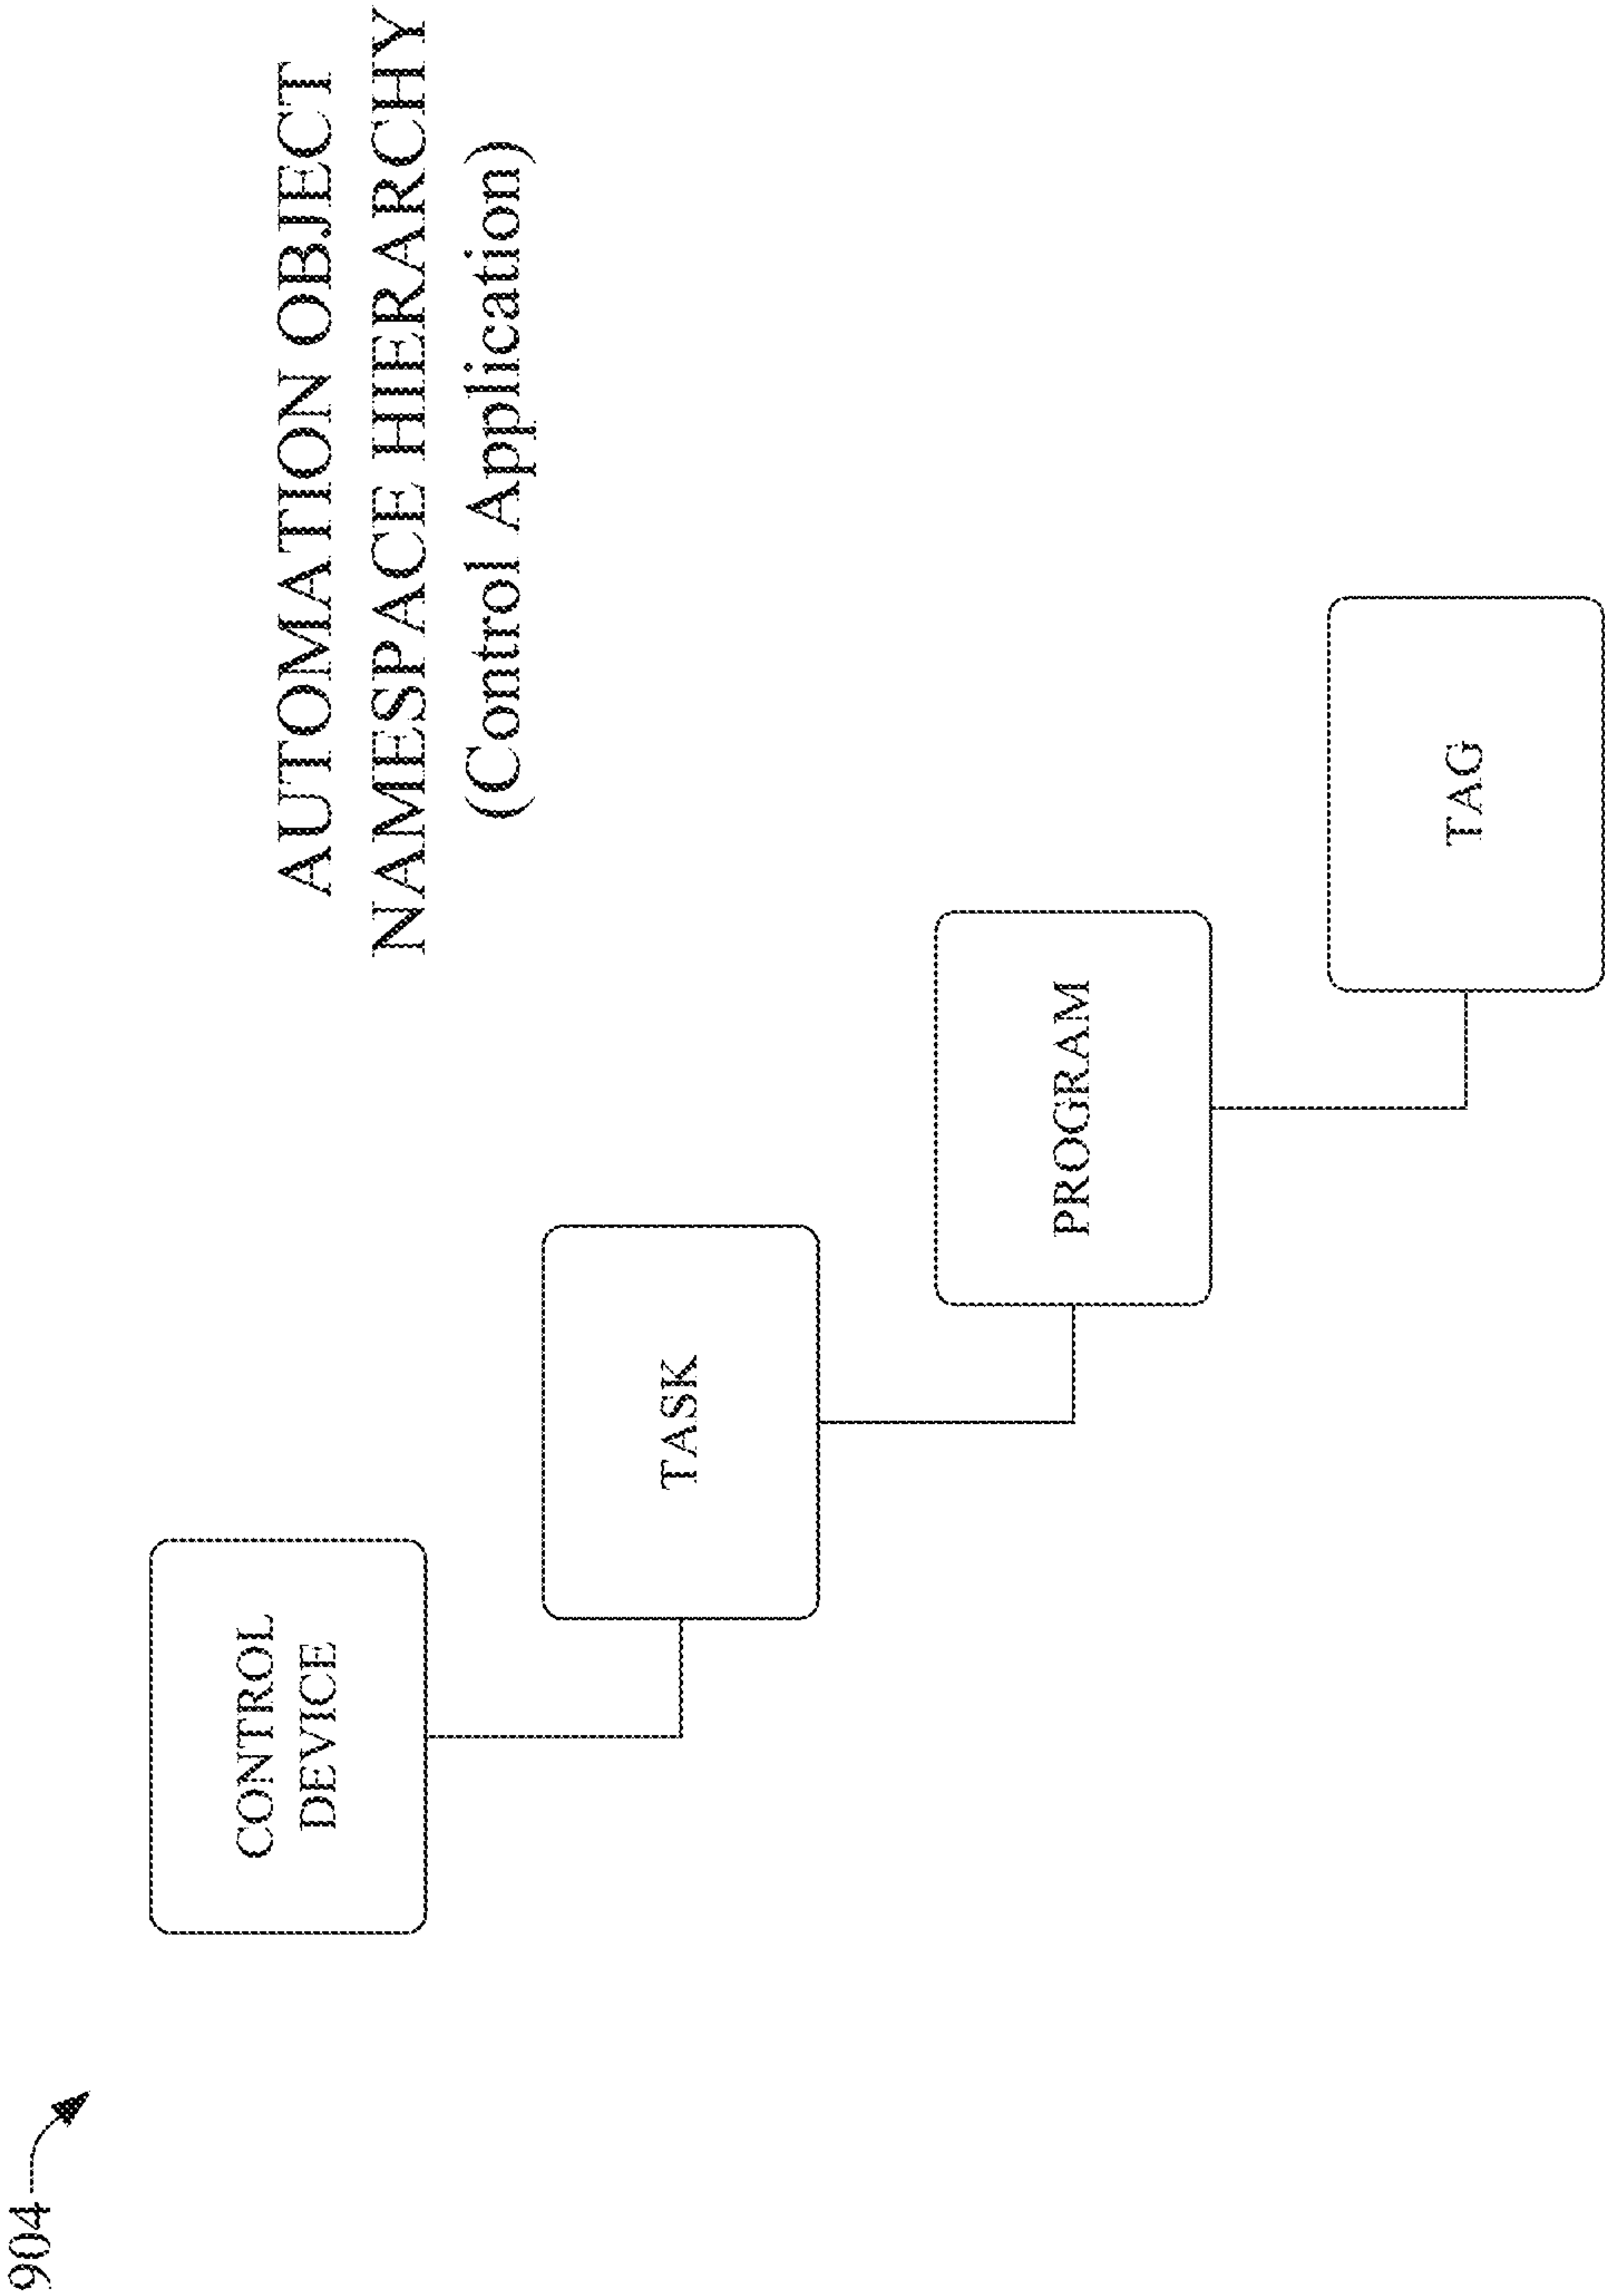 904
AUTOMATION OBJECT
NAMESPACE HIERARCHY
(Control Application)
CONTROL
DEVICE
TASK
PROGRAM
TAG